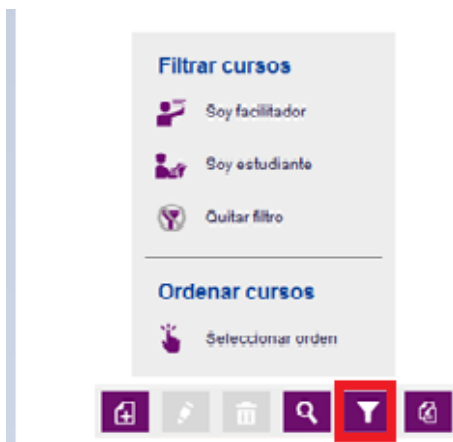 Filtrar cursos
Soy facilitador
Soy estudiante
Quitar filtro
Ordenar cursos
Seleccionar orden